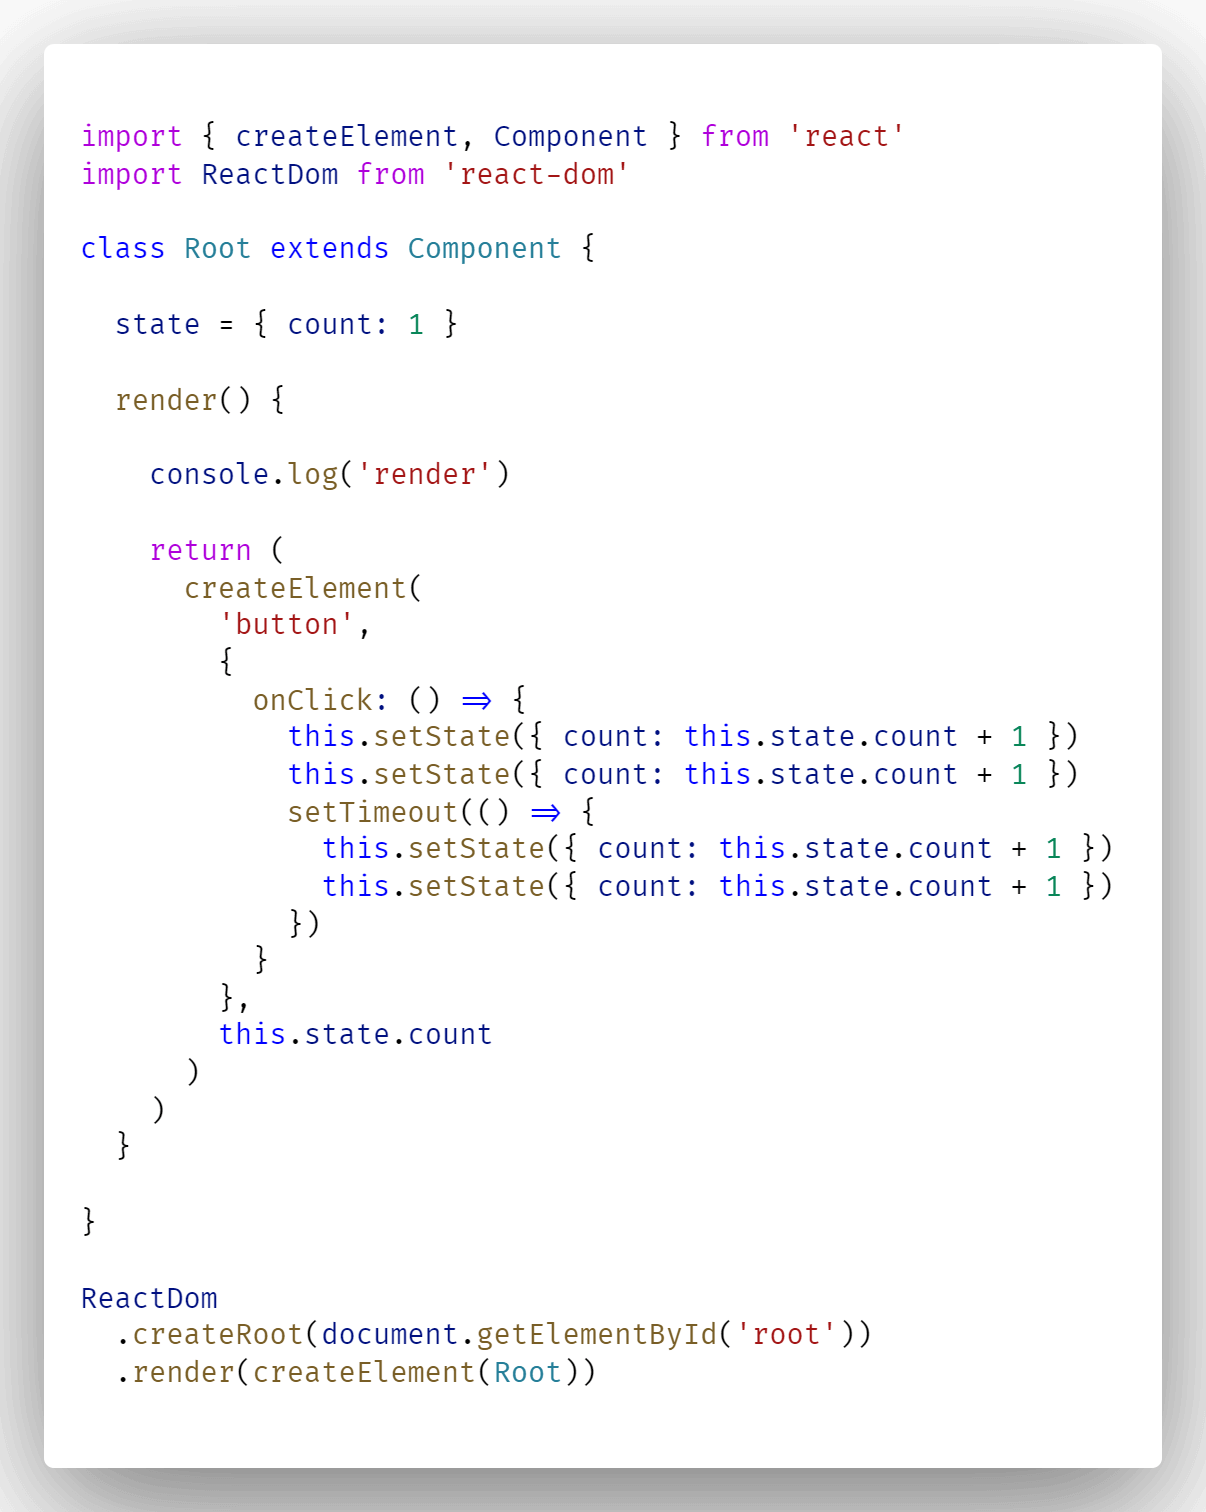 import { createElement, Component } from 'react'
import ReactDom from 'react-dom'
class Root extends Component {
  state = { count: 1 }
  render() {
    console.log('render')
    return (
      createElement(
        'button',
        {
          onClick: () => {
            this.setState({ count: this.state.count + 1 })
            this.setState({ count: this.state.count + 1 })
            setTimeout(() => {
              this.setState({ count: this.state.count + 1 })
              this.setState({ count: this.state.count + 1 })
            })
          }
        },
        this.state.count
      )
    )
  }
}
ReactDom
  .createRoot(document.getElementById('root'))
  .render(createElement(Root))